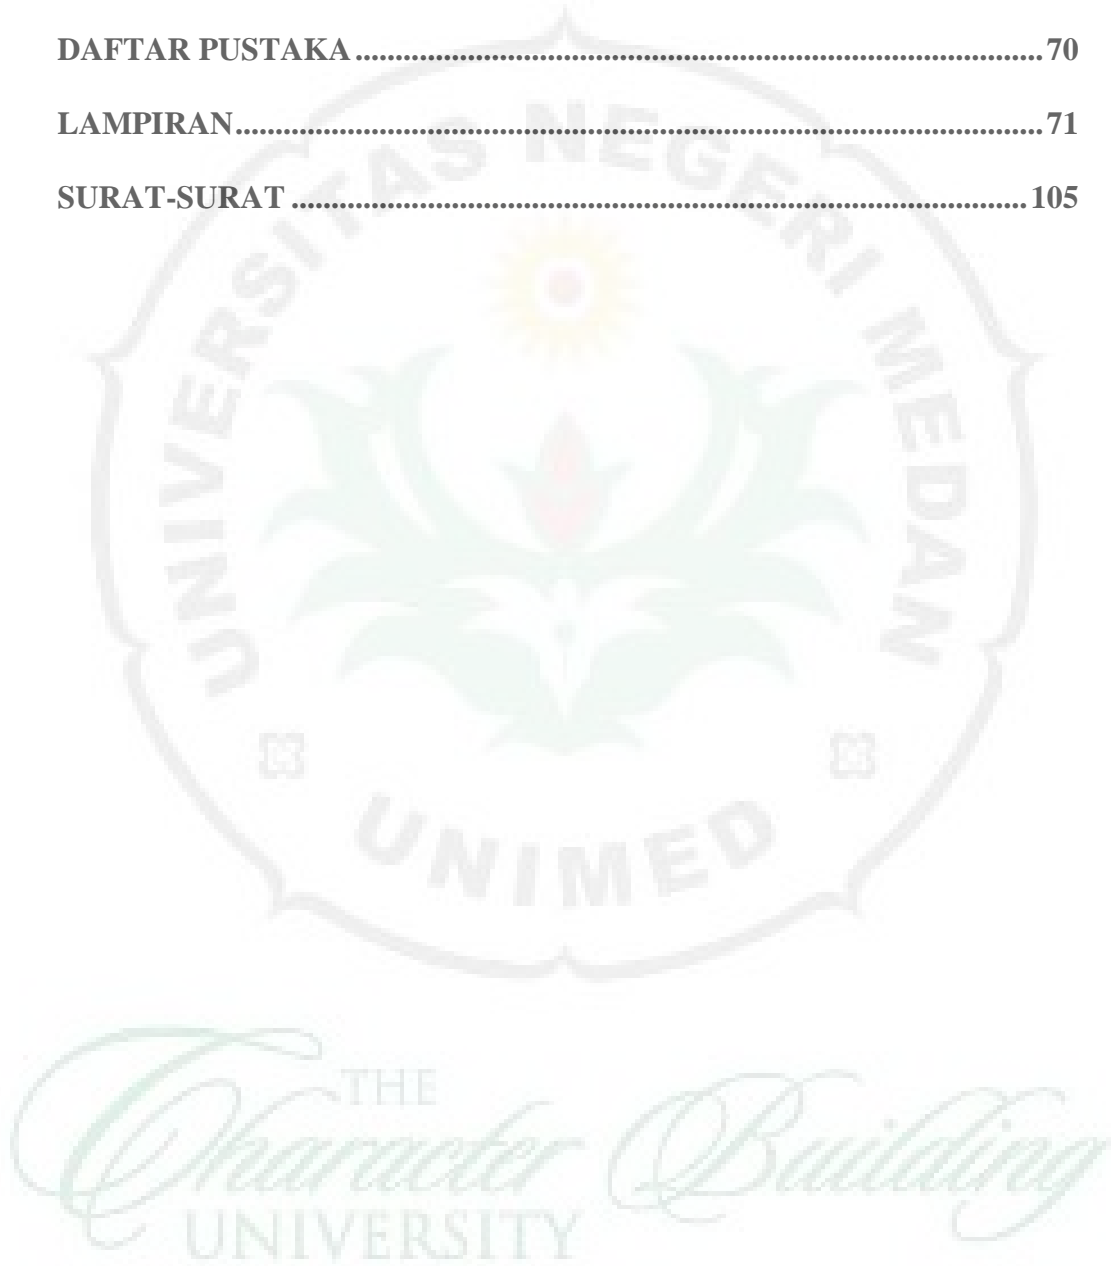 DAFTAR PUSTAKA ........................................................................................ 70
LAMPIRAN....................................................................................................... 71
SURAT-SURAT .............................................................................................. 105
UNIVERSITAS NEGERI MEDAN
UNIMED
THE
Character Building
UNIVERSITY